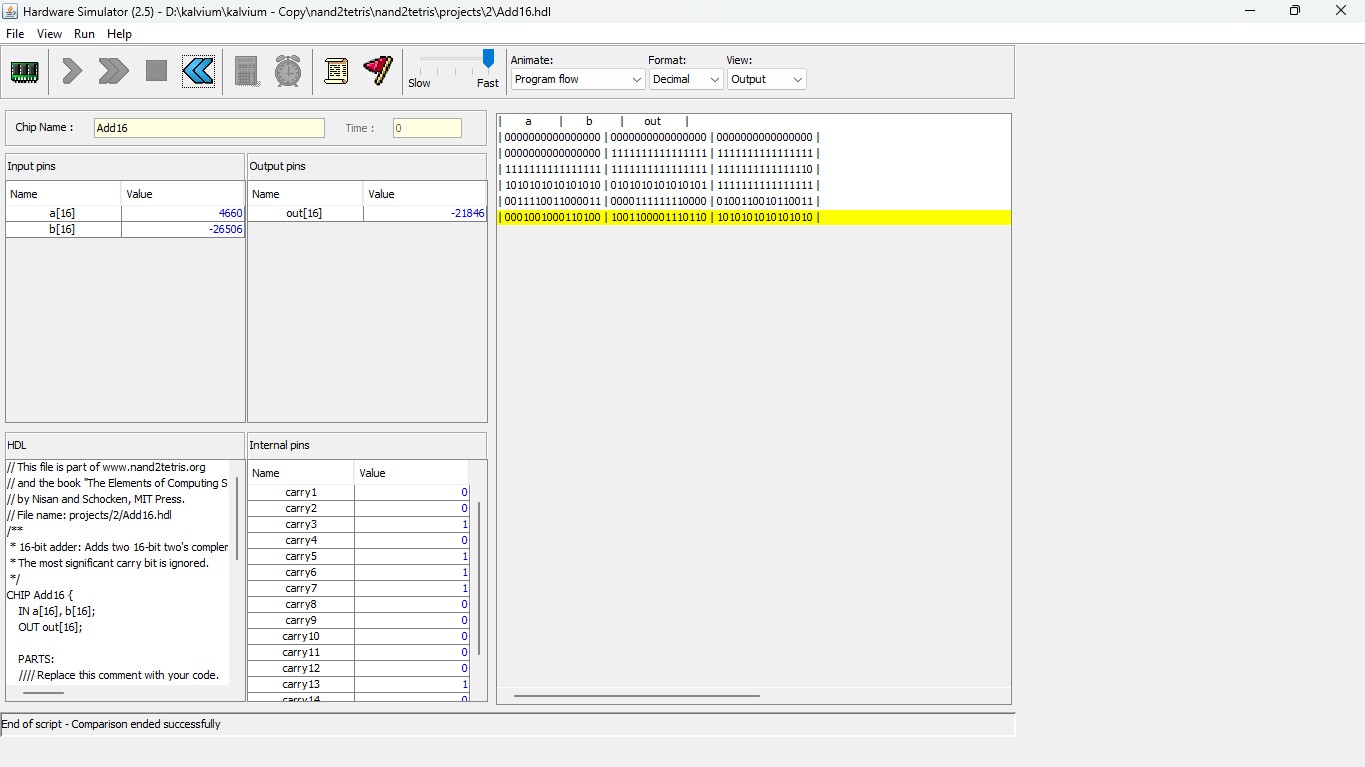 Hardware Simulator (2.5) - D:\kalvium\kalvium - Copy\nand2tetris\nand2tetris\projects\2\Add16.hdl
File View Run Help
Slow Fast
Animate: Format: View:
Program flow Decimal Output
Chip Name : Add16 Time : 0
Input pins
Name Value
a[16] 4660
b[16] -26506
Output pins
Name Value
out[16] -21846
HDL
// This file is part of www.nand2tetris.org
// and the book "The Elements of Computing S
// by Nisan and Schocken, MIT Press.
// File name: projects/2/Add16.hdl
/**
* 16-bit adder: Adds two 16-bit two's complem
* The most significant carry bit is ignored.
*/
CHIP Add16 {
IN a[16], b[16];
OUT out[16];
PARTS:
//// Replace this comment with your code.
Internal pins
Name Value
carry1 0
carry2 0
carry3 1
carry4 0
carry5 1
carry6 1
carry7 1
carry8 0
carry9 0
carry10 0
carry11 0
carry12 0
carry13 1
carry14 0
| a | b | out |
| 0000000000000000 | 0000000000000000 | 0000000000000000 |
| 0000000000000000 | 1111111111111111 | 1111111111111111 |
| 1111111111111111 | 1111111111111111 | 1111111111111110 |
| 1010101010101010 | 0101010101010101 | 1111111111111111 |
| 0011110011000011 | 0000111111110000 | 0100110010110011 |
| 0001001000110100 | 1001100001110110 | 1010101010101010 |
End of script - Comparison ended successfully